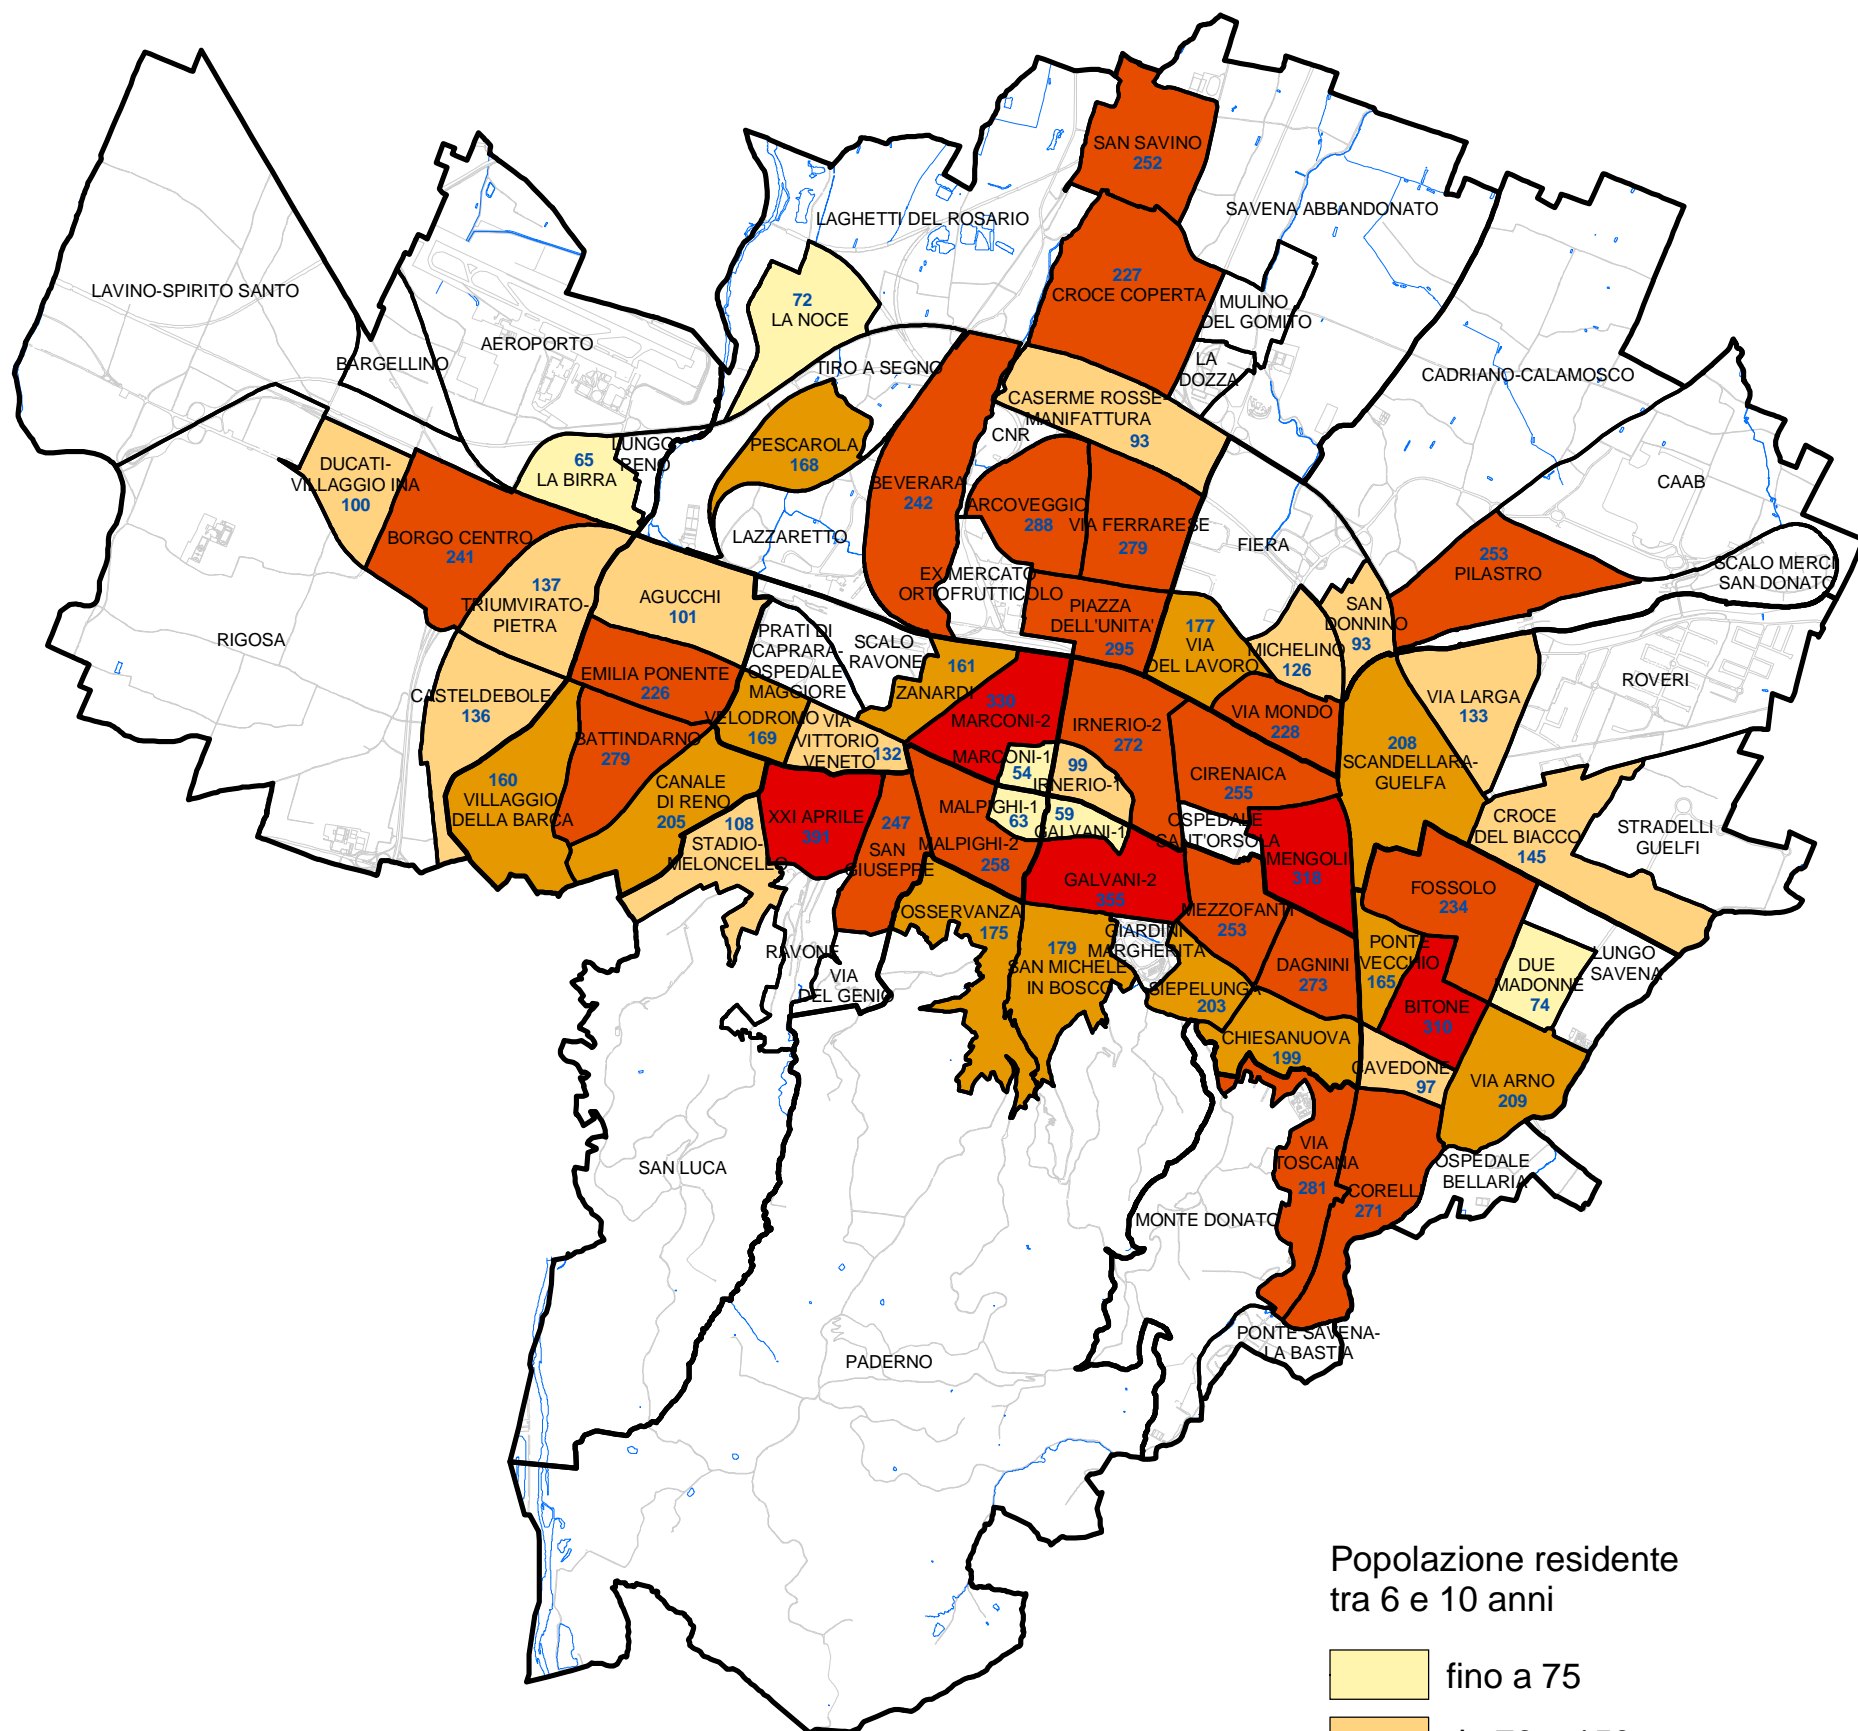 SAN SAVINO
252
LAGHETTI DEL ROSARIO
SAVENA ABBANDONATO
LAVINO-SPIRITO SANTO
227
CROCE COPERTA
72
LA NOCE
MULINO
DEL GOMITO
AEROPORTO
BARGELLINO
TIRO A SEGNO
LA
DOZZA
CADRIANO-CALAMOSCO
CASERME ROSSE-
MANIFATTURA
93
CNR
PESCAROLA
168
LUNGO
RENO
65
LA BIRRA
DUCATI-
VILLAGGIO INA
100
BEVERARA
242
ARCOVEGGIO
288
VIA FERRARESE
279
CAAB
BORGO CENTRO
241
LAZZARETTO
FIERA
253
PILASTRO
SCALO MERCI
SAN DONATO
EX MERCATO
ORTOFRUTTICOLO
137
TRIUMVIRATO-
PIETRA
AGUCCHI
101
PIAZZA
DELL'UNITA'
295
SAN
DONNINO
93
RIGOSA
PRATI DI
CAPRARA-
OSPEDALE
MAGGIORE
SCALO
RAVONE
177
VIA
DEL LAVORO
MICHELINO
126
EMILIA PONENTE
226
161
ZANARDI
ROVERI
CASTELDEBOLE
136
330
MARCONI-2
VIA LARGA
133
VELODROMO
169
VIA
VITTORIO
VENETO
132
IRNERIO-2
272
VIA MONDO
228
BATTINDARNO
279
MARCONI-1
54
99
IRNERIO-1
208
SCANDELLARA-
GUELFA
CIRENAICA
255
160
VILLAGGIO
DELLA BARCA
CANALE
DI RENO
205
MALPIGHI-1
63
59
GALVANI-1
108
STADIO-
MELONCELLO
XXI APRILE
391
247
SAN
GIUSEPPE
MALPIGHI-2
258
OSPEDALE
SANT'ORSOLA
CROCE
DEL BIACCO
145
STRADELLI
GUELFI
MENGOLI
318
GALVANI-2
355
FOSSOLO
234
OSSERVANZA
175
MEZZOFANTI
253
GIARDINI
MARGHERITA
RAVONE
179
SAN MICHELE
IN BOSCO
PONTE
VECCHIO
165
LUNGO
SAVENA
DAGNINI
273
DUE
MADONNE
74
VIA
DEL GENIO
SIEPELUNGA
203
BITONE
310
CHIESANUOVA
199
CAVEDONE
97
VIA ARNO
209
SAN LUCA
VIA
TOSCANA
281
OSPEDALE
BELLARIA
CORELLI
271
MONTE DONATO
PONTE SAVENA-
LA BASTIA
PADERNO
Popolazione residente
tra 6 e 10 anni
fino a 75